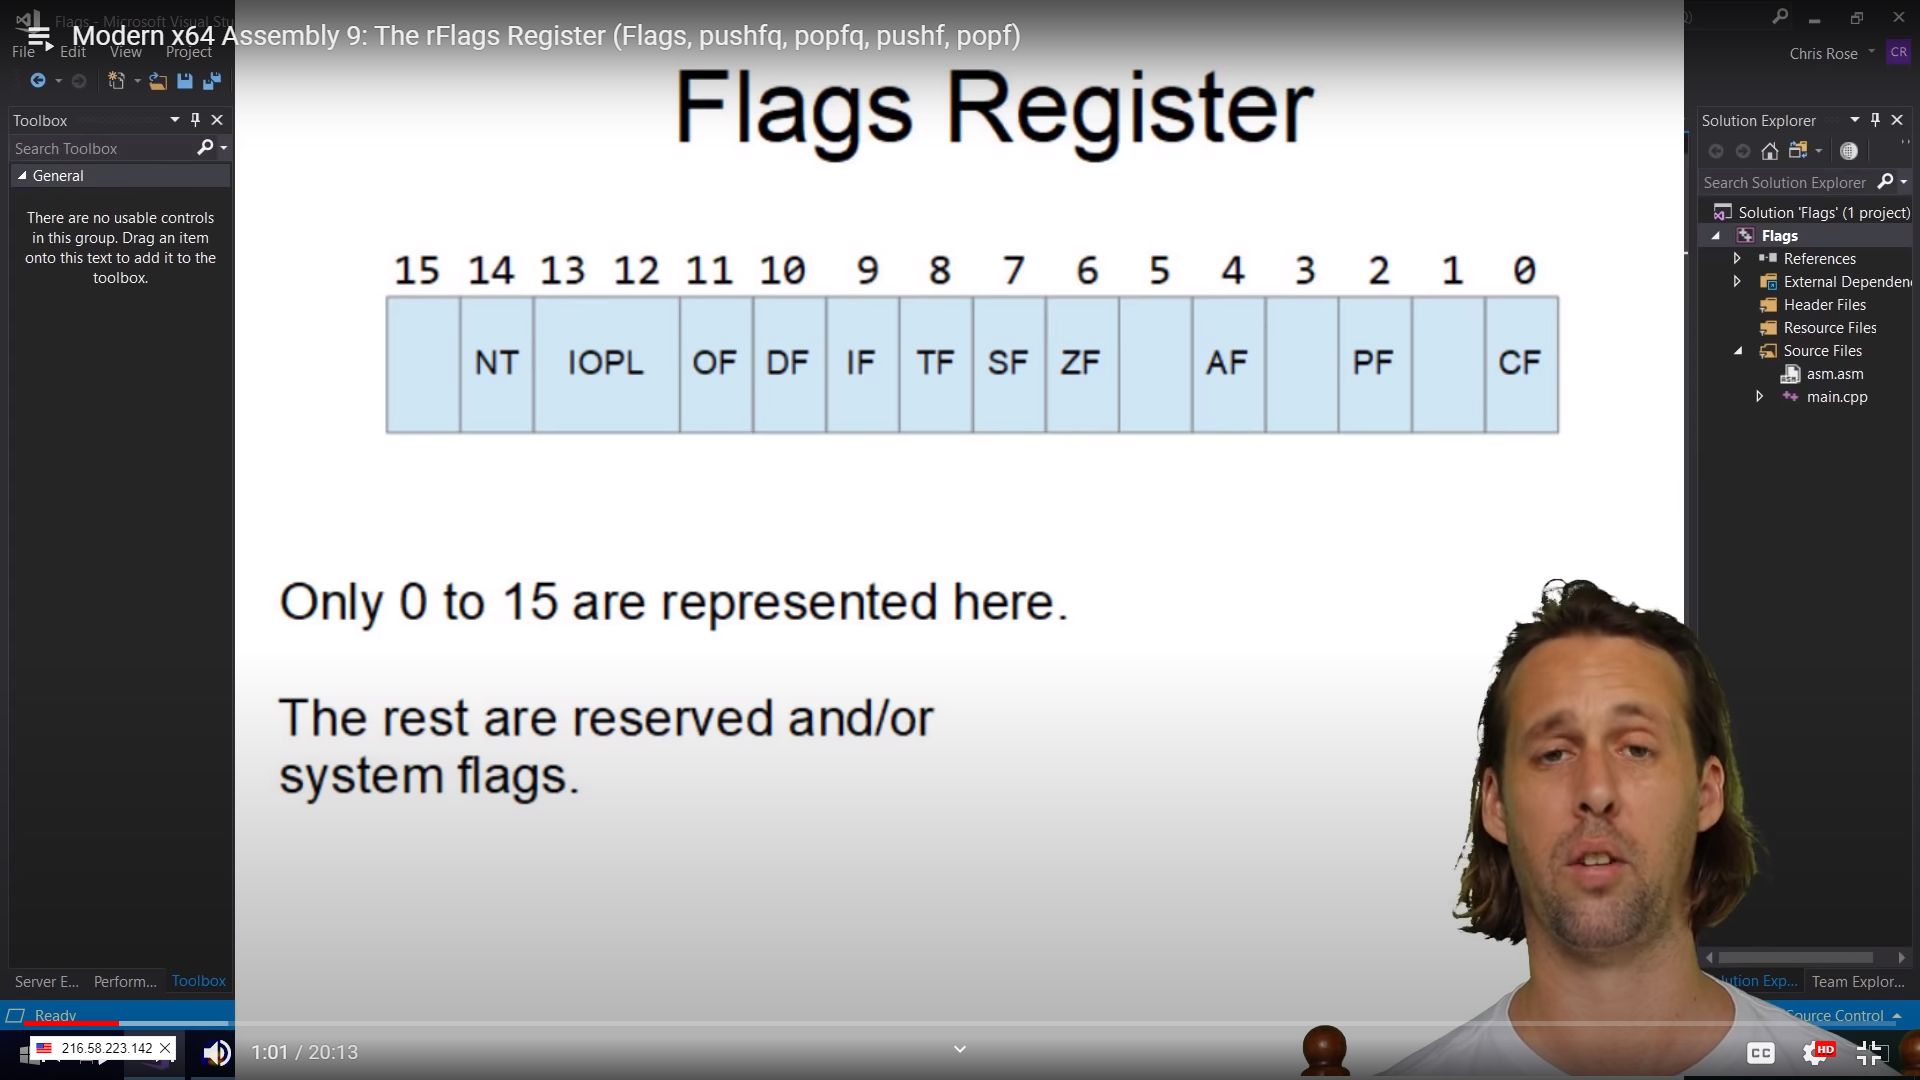 Flags - Microsoft Visual Stu
Modern x64 Assembly 9: The rFlags Register (Flags, pushfq, popfq, pushf, popf)
File Edit View Project
Chris Rose CR
Flags Register
Toolbox
Search Toolbox
General
There are no usable controls
in this group. Drag an item
onto this text to add it to the
toolbox.
15 14 13 12 11 10 9 8 7 6 5 4 3 2 1 0
NT IOPL OF DF IF TF SF ZF AF PF CF
Only 0 to 15 are represented here.
The rest are reserved and/or
system flags.
Solution Explorer
Search Solution Explorer
Solution 'Flags' (1 project)
Flags
References
External Dependen
Header Files
Resource Files
Source Files
asm.asm
main.cpp
Server E... Perform... Toolbox
ution Exp... Team Explor...
Ready
Source Control
216.58.223.142
1:01 / 20:13
CC HD